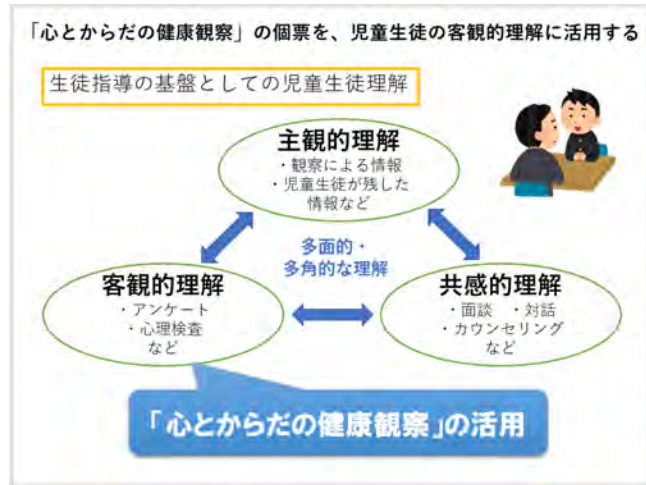 「心とからだの健康観察」の個票を、児童生徒の客観的理解に活用する
生徒指導の基盤としての児童生徒理解
主観的理解
・観察による情報
・児童生徒が残した
情報など
多面的・
多角的な理解
客観的理解
・アンケート
・心理検査
など
共感的理解
・面談　・対話
・カウンセリング
など
「心とからだの健康観察」の活用